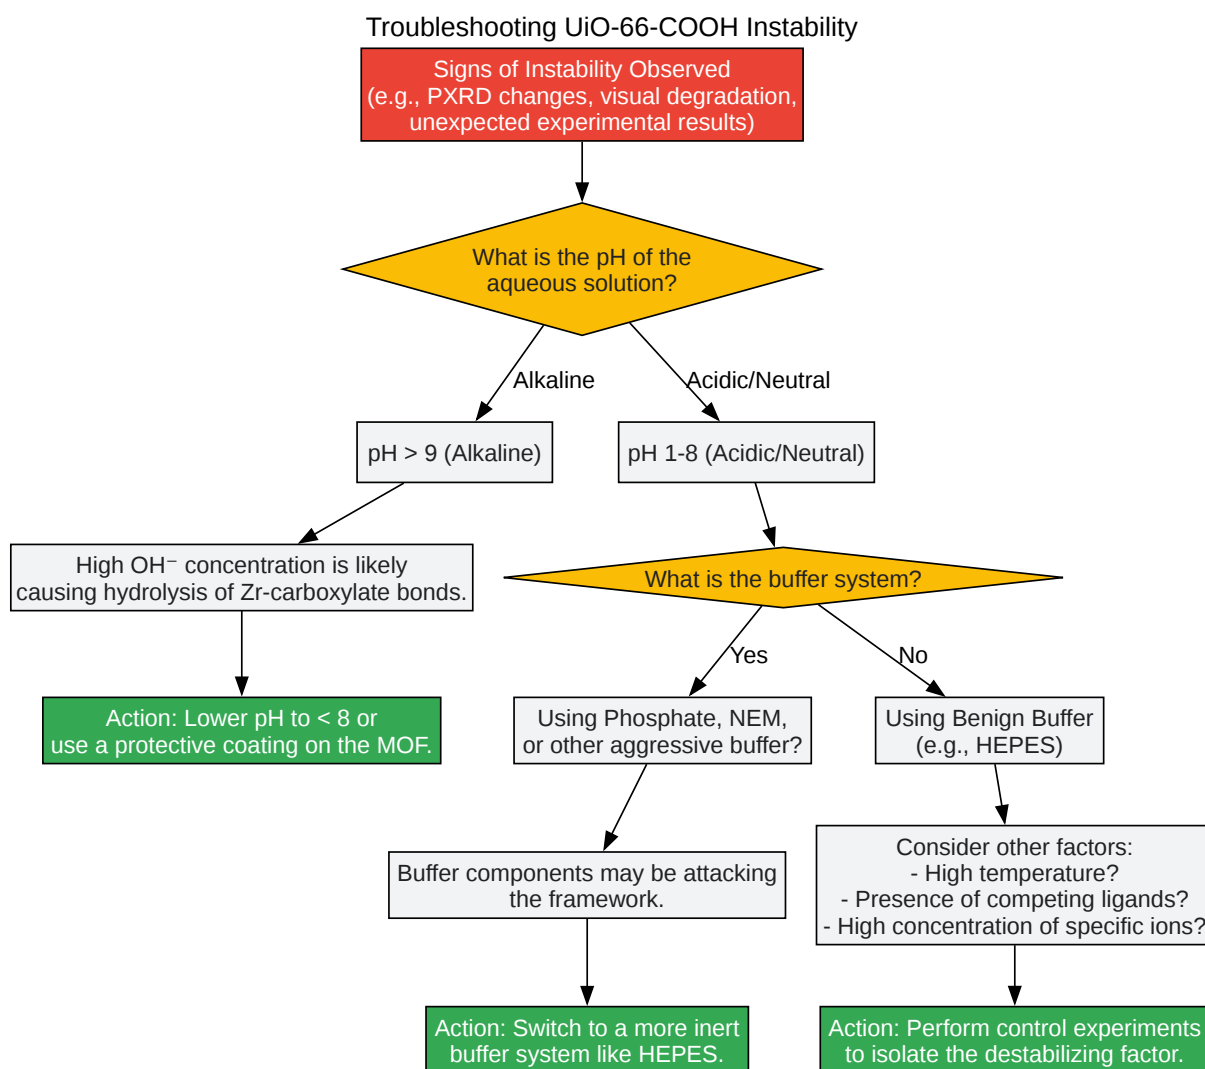 Troubleshooting UiO-66-COOH Instability
Signs of Instability Observed
(e.g., PXRD changes, visual degradation,
unexpected experimental results)
What is the pH of the
aqueous solution?
Alkaline
Acidic/Neutral
pH > 9 (Alkaline)
pH 1-8 (Acidic/Neutral)
High OH⁻ concentration is likely
causing hydrolysis of Zr-carboxylate bonds.
What is the buffer system?
Yes
No
Action: Lower pH to < 8 or
use a protective coating on the MOF.
Using Phosphate, NEM,
or other aggressive buffer?
Using Benign Buffer
(e.g., HEPES)
Buffer components may be attacking
the framework.
Consider other factors:
- High temperature?
- Presence of competing ligands?
- High concentration of specific ions?
Action: Switch to a more inert
buffer system like HEPES.
Action: Perform control experiments
to isolate the destabilizing factor.